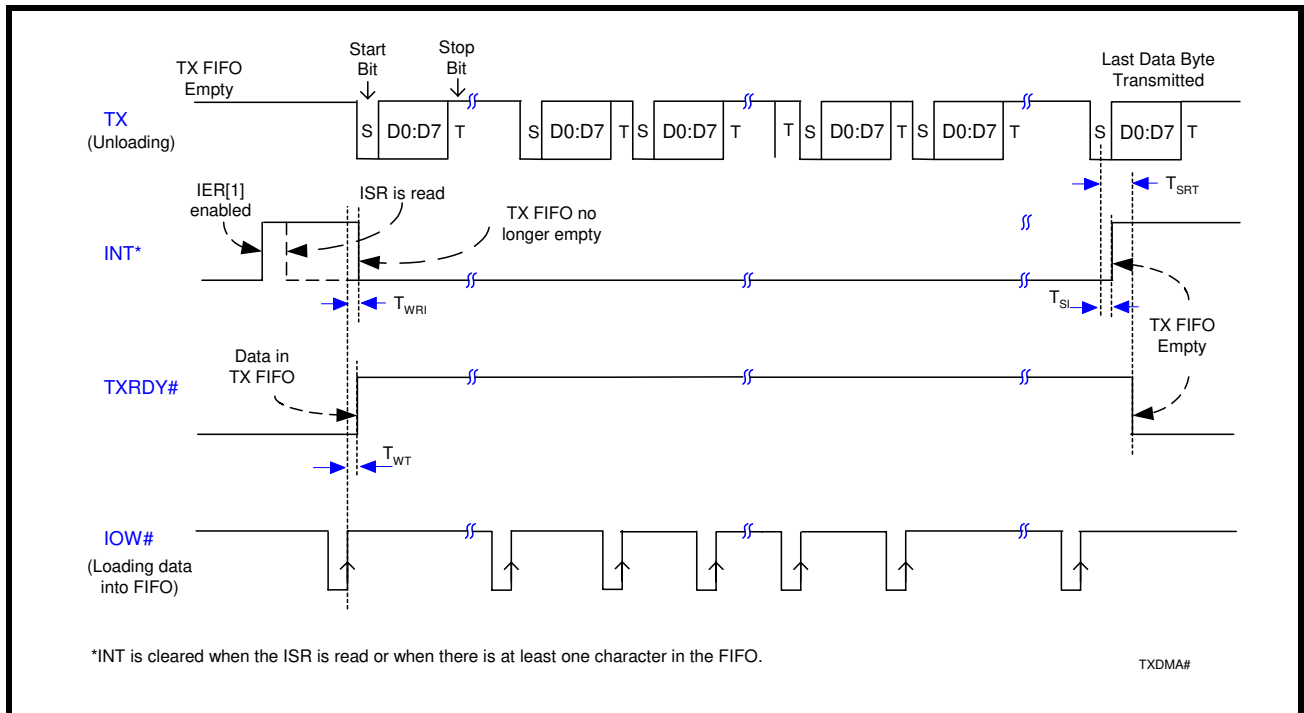 Start
Bit
Stop
Bit
TX FIFO
Empty
Last Data Byte
Transmitted
TX
(Unloading)
S D0:D7 T
S D0:D7 T S D0:D7 T
T S D0:D7 T S D0:D7 T
S D0:D7 T
TSRT
IER[1]
enabled
ISR is read
TX FIFO no
longer empty
INT*
TWRI
TSI
TX FIFO
Empty
Data in
TX FIFO
TXRDY#
TWT
IOW#
(Loading data
into FIFO)
*INT is cleared when the ISR is read or when there is at least one character in the FIFO.
TXDMA#